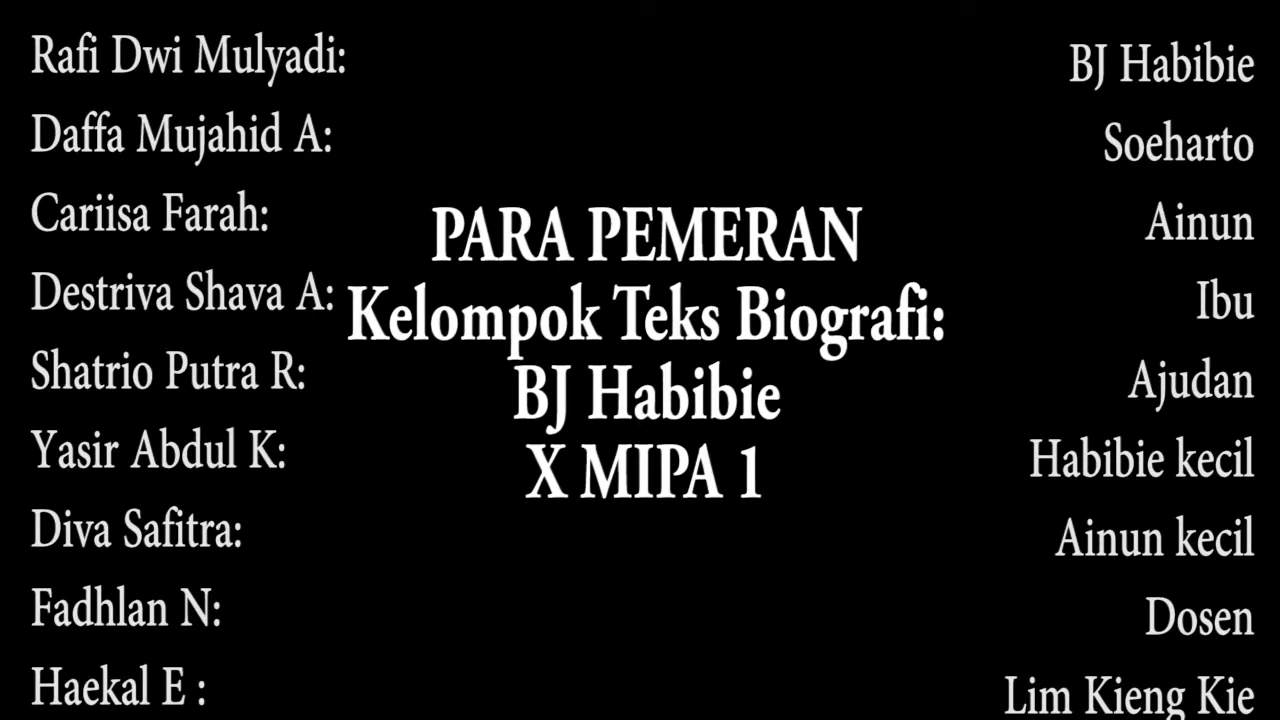 Rafi Dwi Mulyadi: BJ Habibie
Daffa Mujahid A: Soeharto
Cariisa Farah: Ainun
Destriva Shava A: Ibu
Shatrio Putra R: Ajudan
Yasir Abdul K: Habibie kecil
Diva Safitra: Ainun kecil
Fadhlan N: Dosen
Haekal E : Lim Kieng Kie
PARA PEMERAN
Kelompok Teks Biografi:
BJ Habibie
X MIPA 1